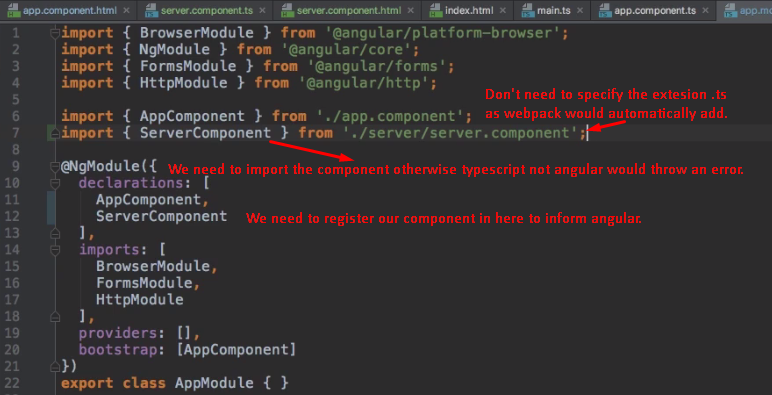 app.component.html × server.component.ts × server.component.html × index.html × main.ts × app.component.ts × app.mo
1 import { BrowserModule } from '@angular/platform-browser';
2 import { NgModule } from '@angular/core';
3 import { FormsModule } from '@angular/forms';
4 import { HttpModule } from '@angular/http';
5
Don't need to specify the extesion .ts
6 import { AppComponent } from './app.component';
as webpack would automatically add.
7 import { ServerComponent } from './server/server.component';
8
9 @NgModule({
We need to import the component otherwise typescript not angular would throw an error.
10 declarations: [
11 AppComponent,
12 ServerComponent
We need to register our component in here to inform angular.
13 ],
14 imports: [
15 BrowserModule,
16 FormsModule,
17 HttpModule
18 ],
19 providers: [],
20 bootstrap: [AppComponent]
21 })
22 export class AppModule { }